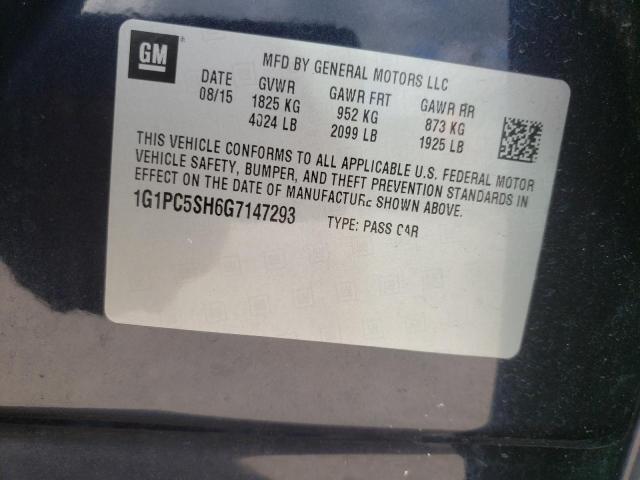 GM
MFD BY GENERAL MOTORS LLC
DATE GVWR GAWR FRT GAWR RR
08/15 1825 KG 952 KG 873 KG
4024 LB 2099 LB 1925 LB
THIS VEHICLE CONFORMS TO ALL APPLICABLE U.S. FEDERAL MOTOR
VEHICLE SAFETY, BUMPER, AND THEFT PREVENTION STANDARDS IN
EFFECT ON THE DATE OF MANUFACTURE SHOWN ABOVE.
1G1PC5SH6G7147293 TYPE: PASS CAR